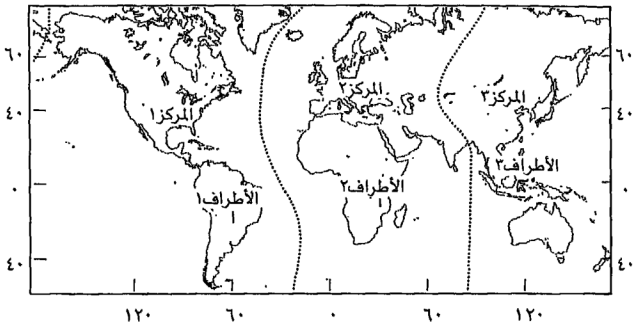 ٦٠
٤٠
٠
٤٠
المركز١
المركز٢
المركز٣
الأطراف١
الأطراف٢
الأطراف٣
٦٠
٤٠
٠
٤٠
١٢٠ ٦٠ ٠ ٦٠ ١٢٠